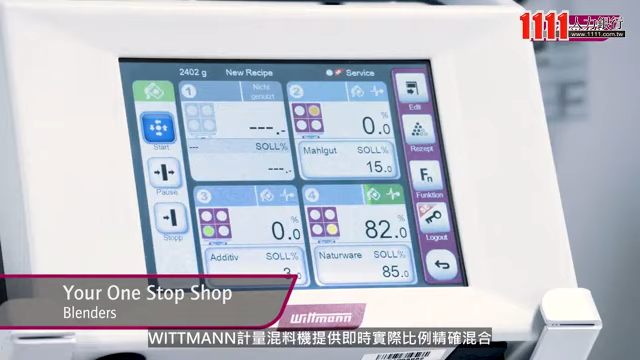 1111 人力銀行
www.1111.com.tw
2402 g New Recipe Service
1 Nicht genutzt
---.-
-- SOLL%
---.-
2
0.0 %
Mahlgut SOLL%
15.0
3
0.0 %
Additiv SOLL%
3.0
4
82.0 %
Naturware SOLL%
85.0
Start
Pause
Stopp
Edit
Rezept
Fn
Funktion
Logout
Your One Stop Shop
Blenders
Wittmann
WITTMANN計量混料機提供即時實際比例精確混合